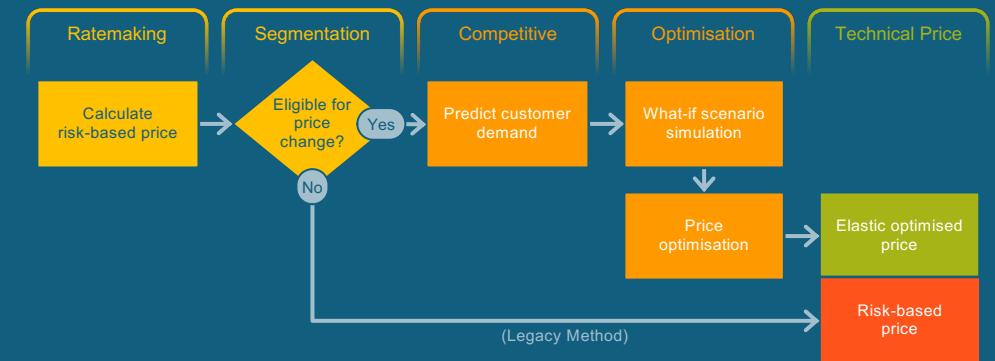 Ratemaking
Segmentation
Competitive
Optimisation
Technical Price
Calculate
risk-based price
Eligible for
price
change?
Yes
No
Predict customer
demand
What-if scenario
simulation
Price
optimisation
Elastic optimised
price
Risk-based
price
(Legacy Method)